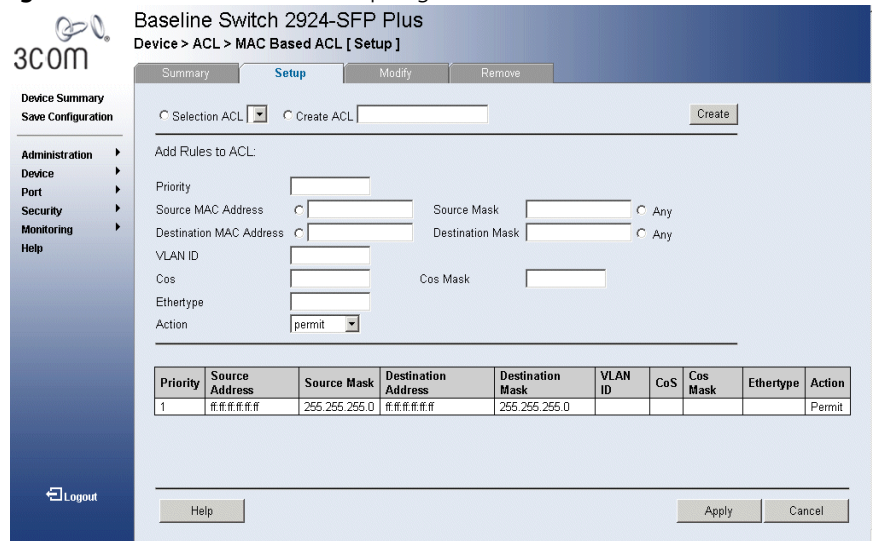 Baseline Switch 2924-SFP Plus
Device > ACL > MAC Based ACL [ Setup ]
3COM
Summary Setup Modify Remove
Device Summary
Save Configuration
Administration
Device
Port
Security
Monitoring
Help
Logout
Selection ACL Create ACL Create
Add Rules to ACL:
Priority
Source MAC Address Source Mask Any
Destination MAC Address Destination Mask Any
VLAN ID
Cos Cos Mask
Ethertype
Action permit
Priority Source Address Source Mask Destination Address Destination Mask VLAN ID CoS Cos Mask Ethertype Action
1 ff:ff:ff:ff:ff:ff 255.255.255.0 ff:ff:ff:ff:ff:ff 255.255.255.0 Permit
Help Apply Cancel